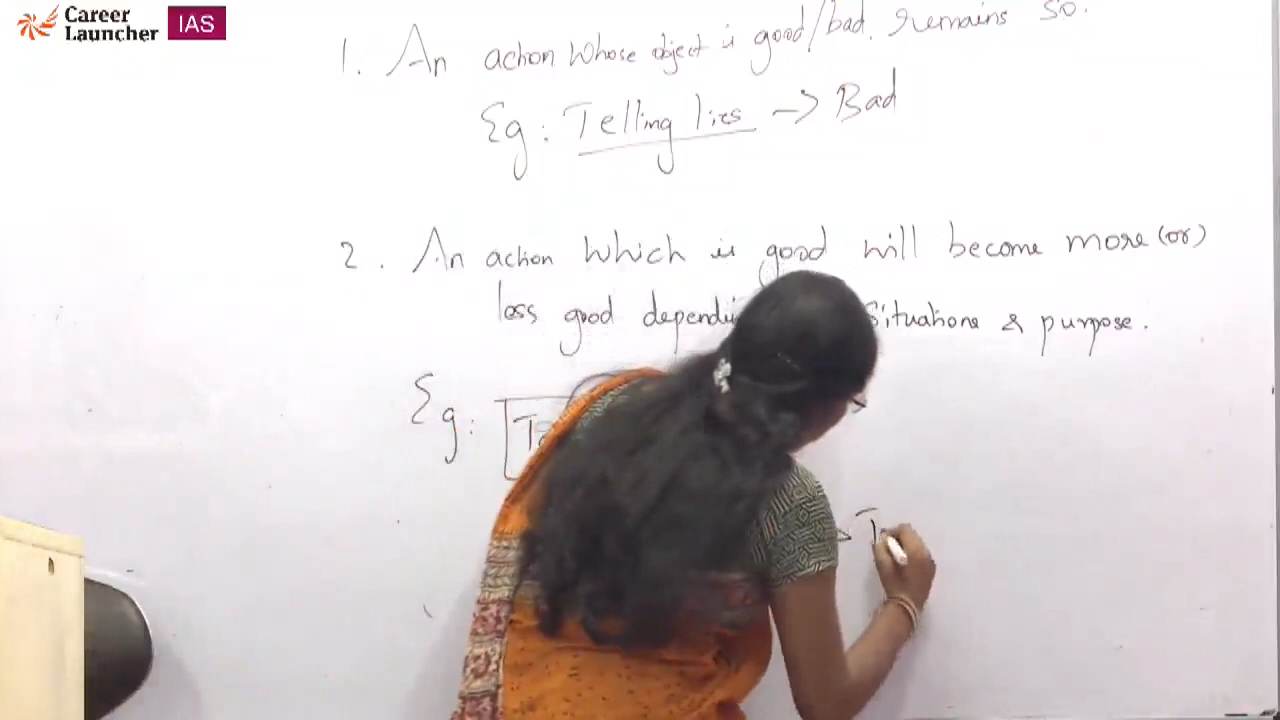 Career Launcher IAS
1. An action whose object is good/bad, remains so.
Eg: Telling lies -> Bad
2. An action which is good will become more (or)
less good situations & purpose.
Eg: